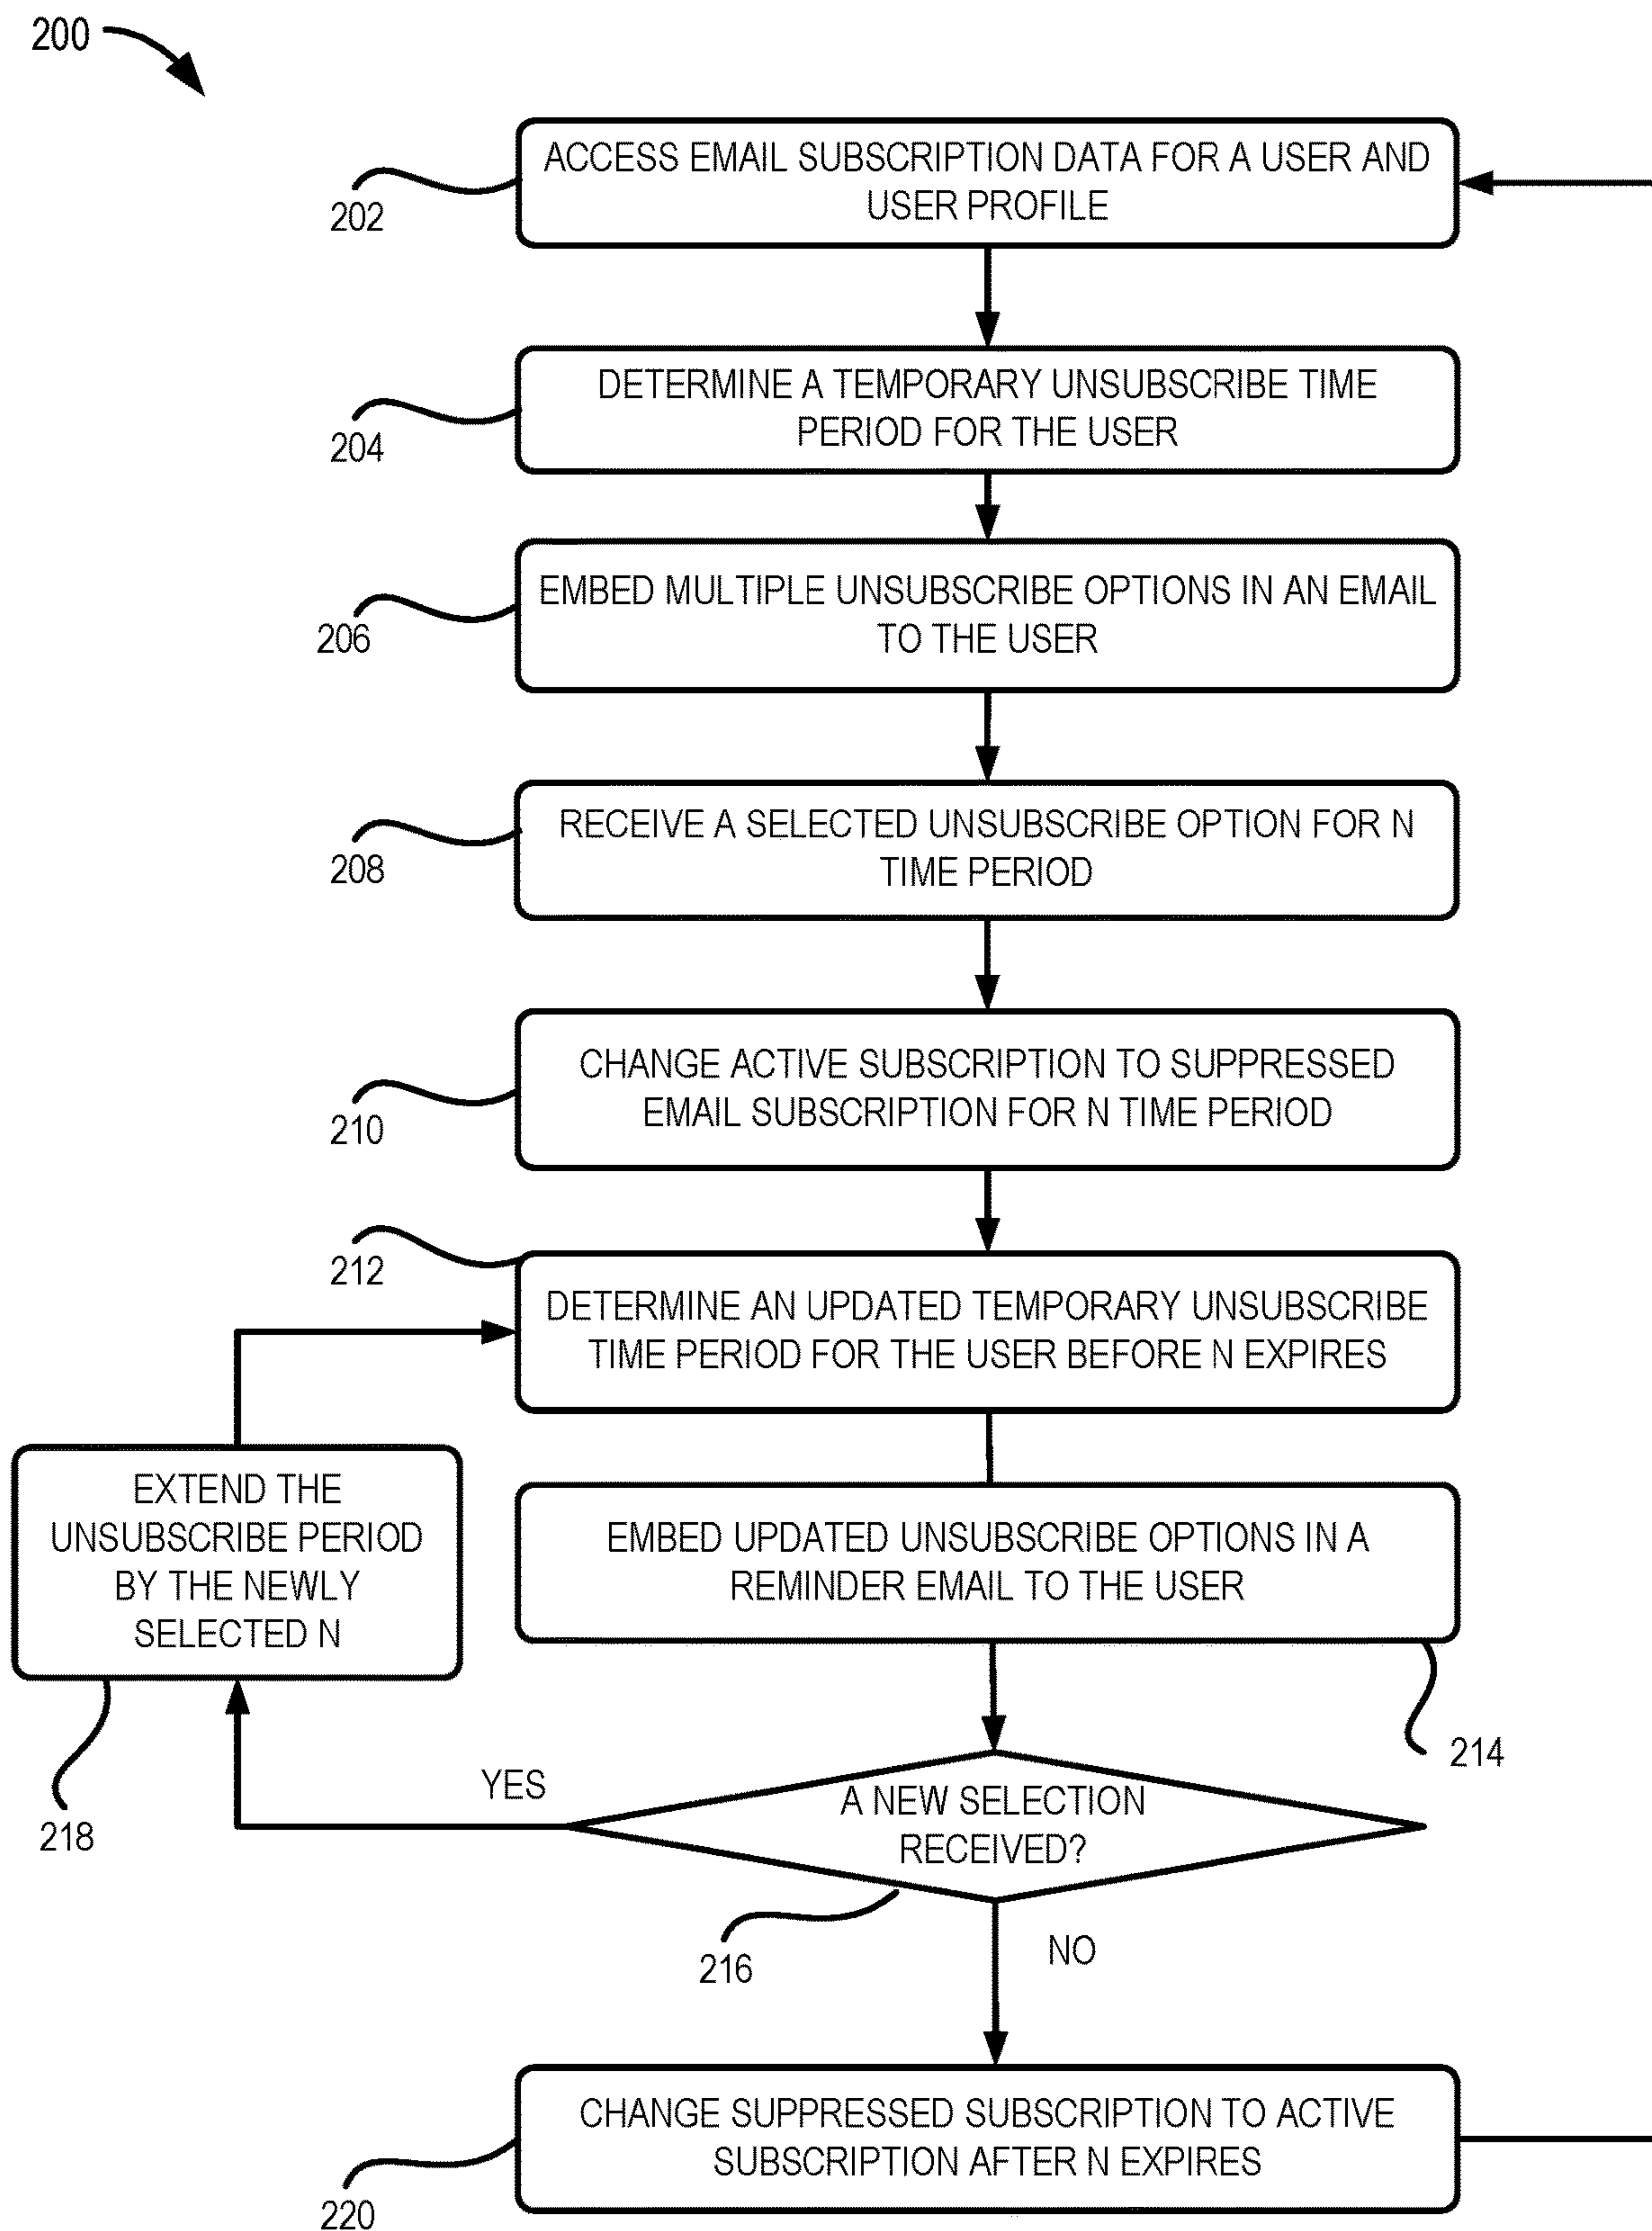 200
ACCESS EMAIL SUBSCRIPTION DATA FOR A USER AND
USER PROFILE
202
DETERMINE A TEMPORARY UNSUBSCRIBE TIME
PERIOD FOR THE USER
204
EMBED MULTIPLE UNSUBSCRIBE OPTIONS IN AN EMAIL
TO THE USER
206
RECEIVE A SELECTED UNSUBSCRIBE OPTION FOR N
TIME PERIOD
208
CHANGE ACTIVE SUBSCRIPTION TO SUPPRESSED
EMAIL SUBSCRIPTION FOR N TIME PERIOD
210
212
DETERMINE AN UPDATED TEMPORARY UNSUBSCRIBE
TIME PERIOD FOR THE USER BEFORE N EXPIRES
EXTEND THE
UNSUBSCRIBE PERIOD
BY THE NEWLY
SELECTED N
EMBED UPDATED UNSUBSCRIBE OPTIONS IN A
REMINDER EMAIL TO THE USER
214
YES
A NEW SELECTION
RECEIVED?
218
216
NO
CHANGE SUPPRESSED SUBSCRIPTION TO ACTIVE
SUBSCRIPTION AFTER N EXPIRES
220